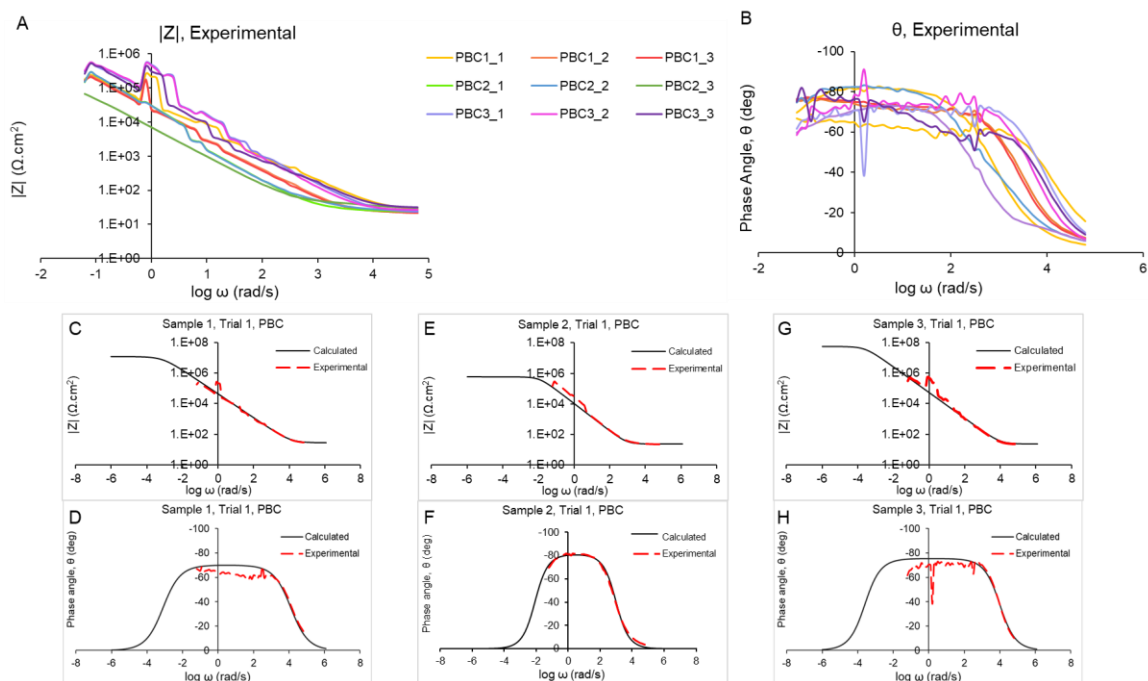 A
|Z|, Experimental
1.E+06
1.E+05
1.E+04
1.E+03
1.E+02
1.E+01
1.E+00
|Z| (Ω.cm²)
-2 -1 0 1 2 3 4 5
log ω (rad/s)
PBC1_1 PBC1_2 PBC1_3
PBC2_1 PBC2_2 PBC2_3
PBC3_1 PBC3_2 PBC3_3
B
θ, Experimental
-100
-80
-60
-40
-20
0
Phase Angle, θ (deg)
-2 0 2 4 6
log ω (rad/s)
C
Sample 1, Trial 1, PBC
1.E+08
1.E+06
1.E+04
1.E+02
1.E+00
|Z| (Ω.cm²)
Calculated
Experimental
-8 -6 -4 -2 0 2 4 6 8
log ω (rad/s)
E
Sample 2, Trial 1, PBC
1.E+08
1.E+06
1.E+04
1.E+02
1.E+00
|Z| (Ω.cm²)
Calculated
Experimental
-8 -6 -4 -2 0 2 4 6 8
log ω (rad/s)
G
Sample 3, Trial 1, PBC
1.E+08
1.E+06
1.E+04
1.E+02
1.E+00
|Z| (Ω.cm²)
Calculated
Experimental
-8 -6 -4 -2 0 2 4 6 8
log ω (rad/s)
D
Sample 1, Trial 1, PBC
-100
-80
-60
-40
-20
0
Phase angle, θ (deg)
Calculated
Experimental
-8 -6 -4 -2 0 2 4 6 8
log ω (rad/s)
F
Sample 2, Trial 1, PBC
-100
-80
-60
-40
-20
0
Phase angle, θ (deg)
Calculated
Experimental
-8 -6 -4 -2 0 2 4 6 8
log ω (rad/s)
H
Sample 3, Trial 1, PBC
-100
-80
-60
-40
-20
0
Phase angle, θ (deg)
Calculated
Experimental
-8 -6 -4 -2 0 2 4 6 8
log ω (rad/s)